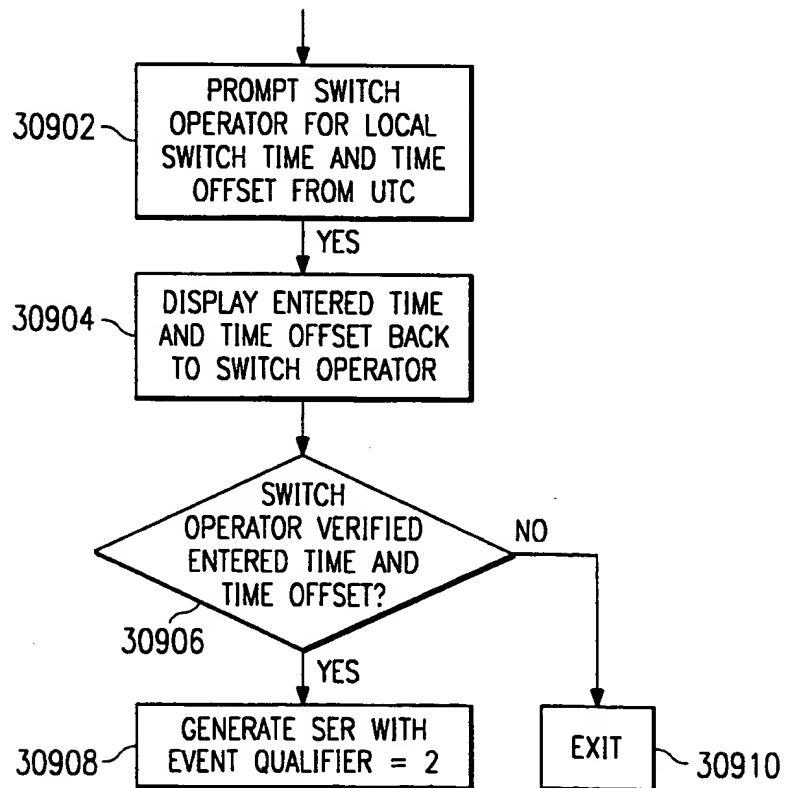 30902
PROMPT SWITCH
OPERATOR FOR LOCAL
SWITCH TIME AND TIME
OFFSET FROM UTC
YES
30904
DISPLAY ENTERED TIME
AND TIME OFFSET BACK
TO SWITCH OPERATOR
SWITCH
OPERATOR VERIFIED
ENTERED TIME AND
TIME OFFSET?
NO
30906
YES
30908
GENERATE SER WITH
EVENT QUALIFIER = 2
EXIT
30910